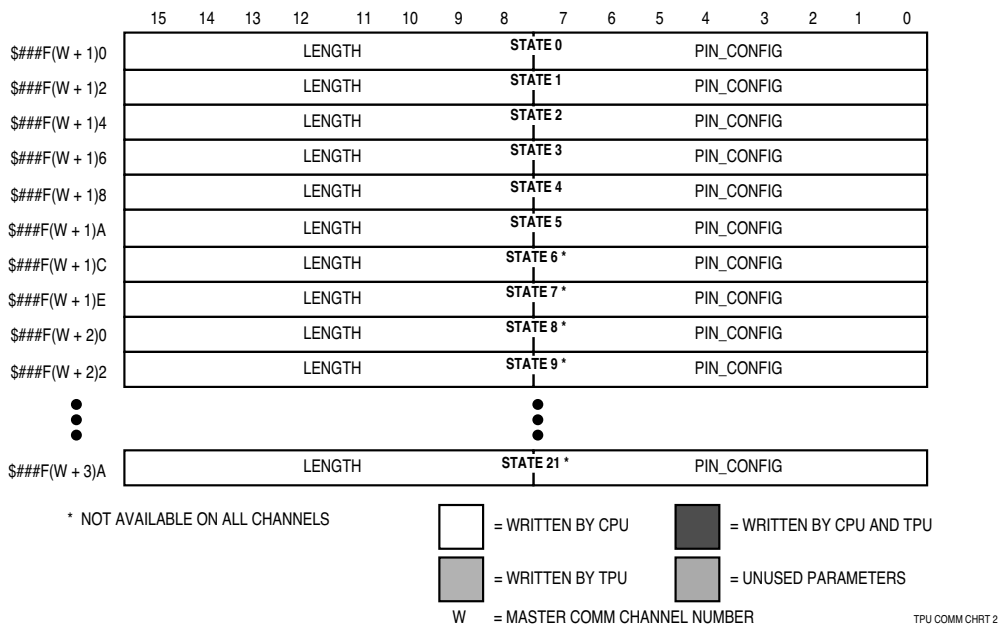 15 14 13 12 11 10 9 8 7 6 5 4 3 2 1 0
$###F(W + 1)0 LENGTH STATE 0 PIN_CONFIG
$###F(W + 1)2 LENGTH STATE 1 PIN_CONFIG
$###F(W + 1)4 LENGTH STATE 2 PIN_CONFIG
$###F(W + 1)6 LENGTH STATE 3 PIN_CONFIG
$###F(W + 1)8 LENGTH STATE 4 PIN_CONFIG
$###F(W + 1)A LENGTH STATE 5 PIN_CONFIG
$###F(W + 1)C LENGTH STATE 6 * PIN_CONFIG
$###F(W + 1)E LENGTH STATE 7 * PIN_CONFIG
$###F(W + 2)0 LENGTH STATE 8 * PIN_CONFIG
$###F(W + 2)2 LENGTH STATE 9 * PIN_CONFIG
$###F(W + 3)A LENGTH STATE 21 * PIN_CONFIG
* NOT AVAILABLE ON ALL CHANNELS
= WRITTEN BY CPU = WRITTEN BY CPU AND TPU
= WRITTEN BY TPU = UNUSED PARAMETERS
W = MASTER COMM CHANNEL NUMBER
TPU COMM CHRT 2